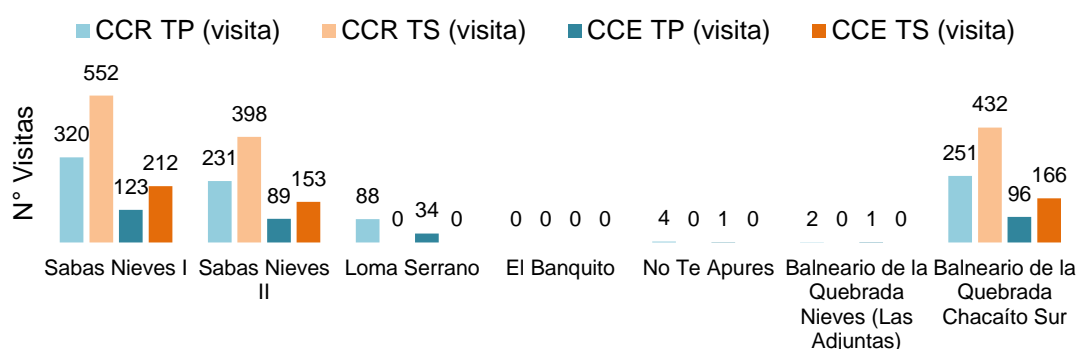 CCR TP (visita) CCR TS (visita) CCE TP (visita) CCE TS (visita)
N° Visitas
320 552 123 212
231 398 89 153
88 0 34 0
0 0 0 0
4 0 1 0
2 0 1 0
251 432 96 166
Sabas Nieves I
Sabas Nieves
II
Loma Serrano
El Banquito
No Te Apures
Balneario de la
Quebrada
Nieves (Las
Adjuntas)
Balneario de la
Quebrada
Chacaíto Sur